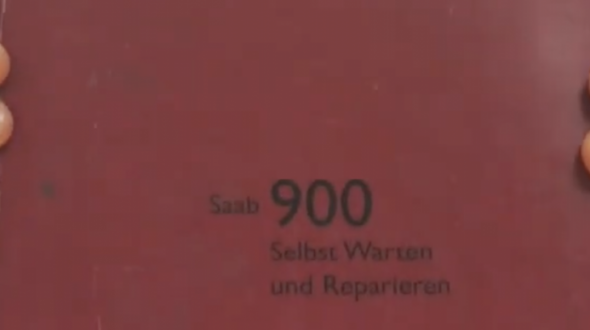 Saab 900
Selbst Warten
und Reparieren